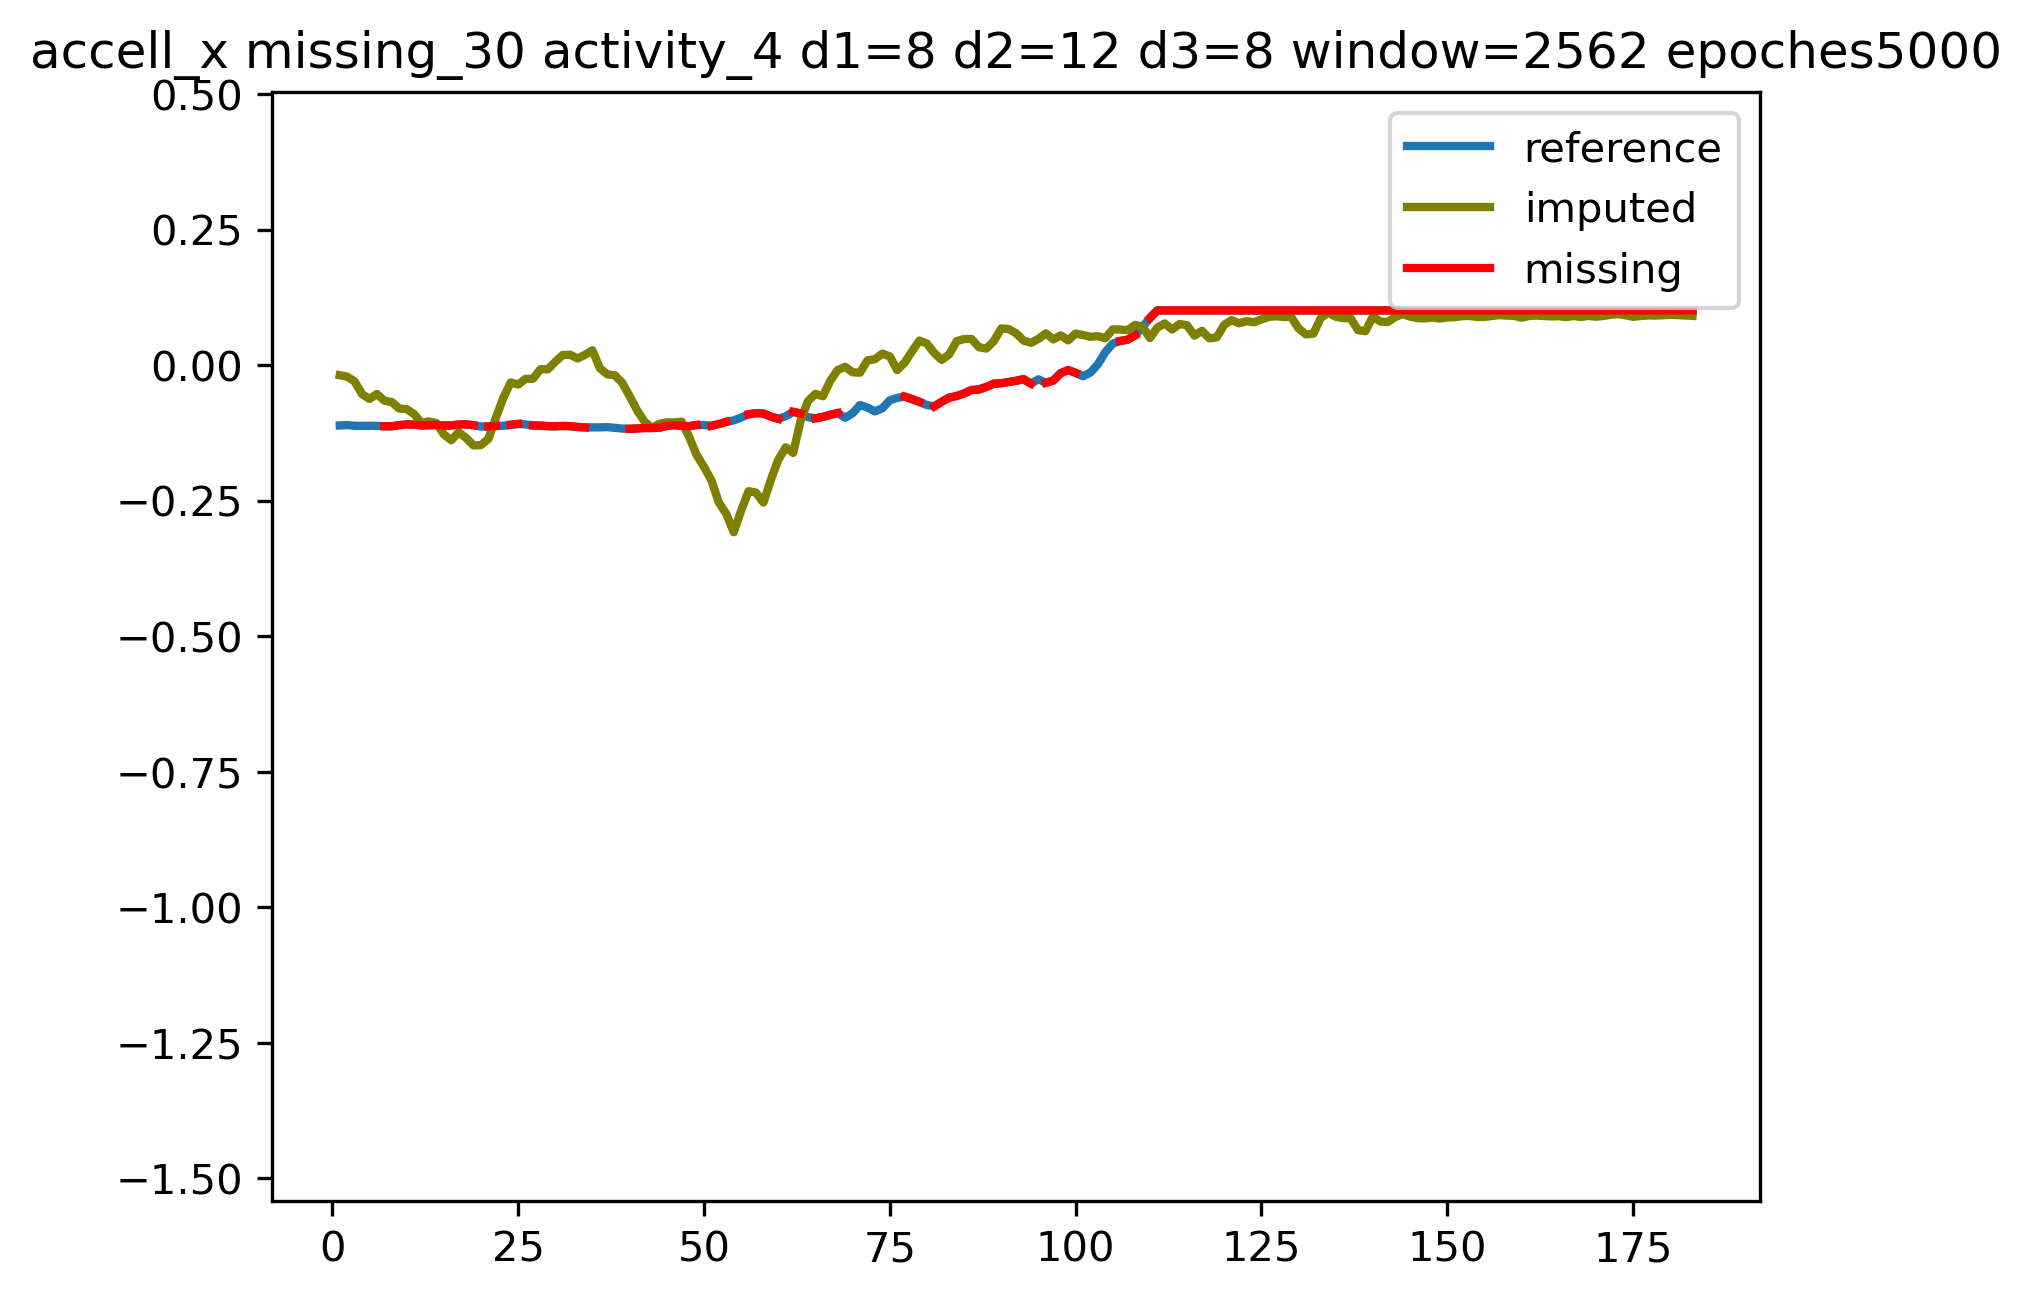 accell_x missing_30 activity_4 d1=8 d2=12 d3=8 window=2562 epoches5000
0.50
0.25
0.00
−0.25
−0.50
−0.75
−1.00
−1.25
−1.50
reference
imputed
missing
0 25 50 75 100 125 150 175